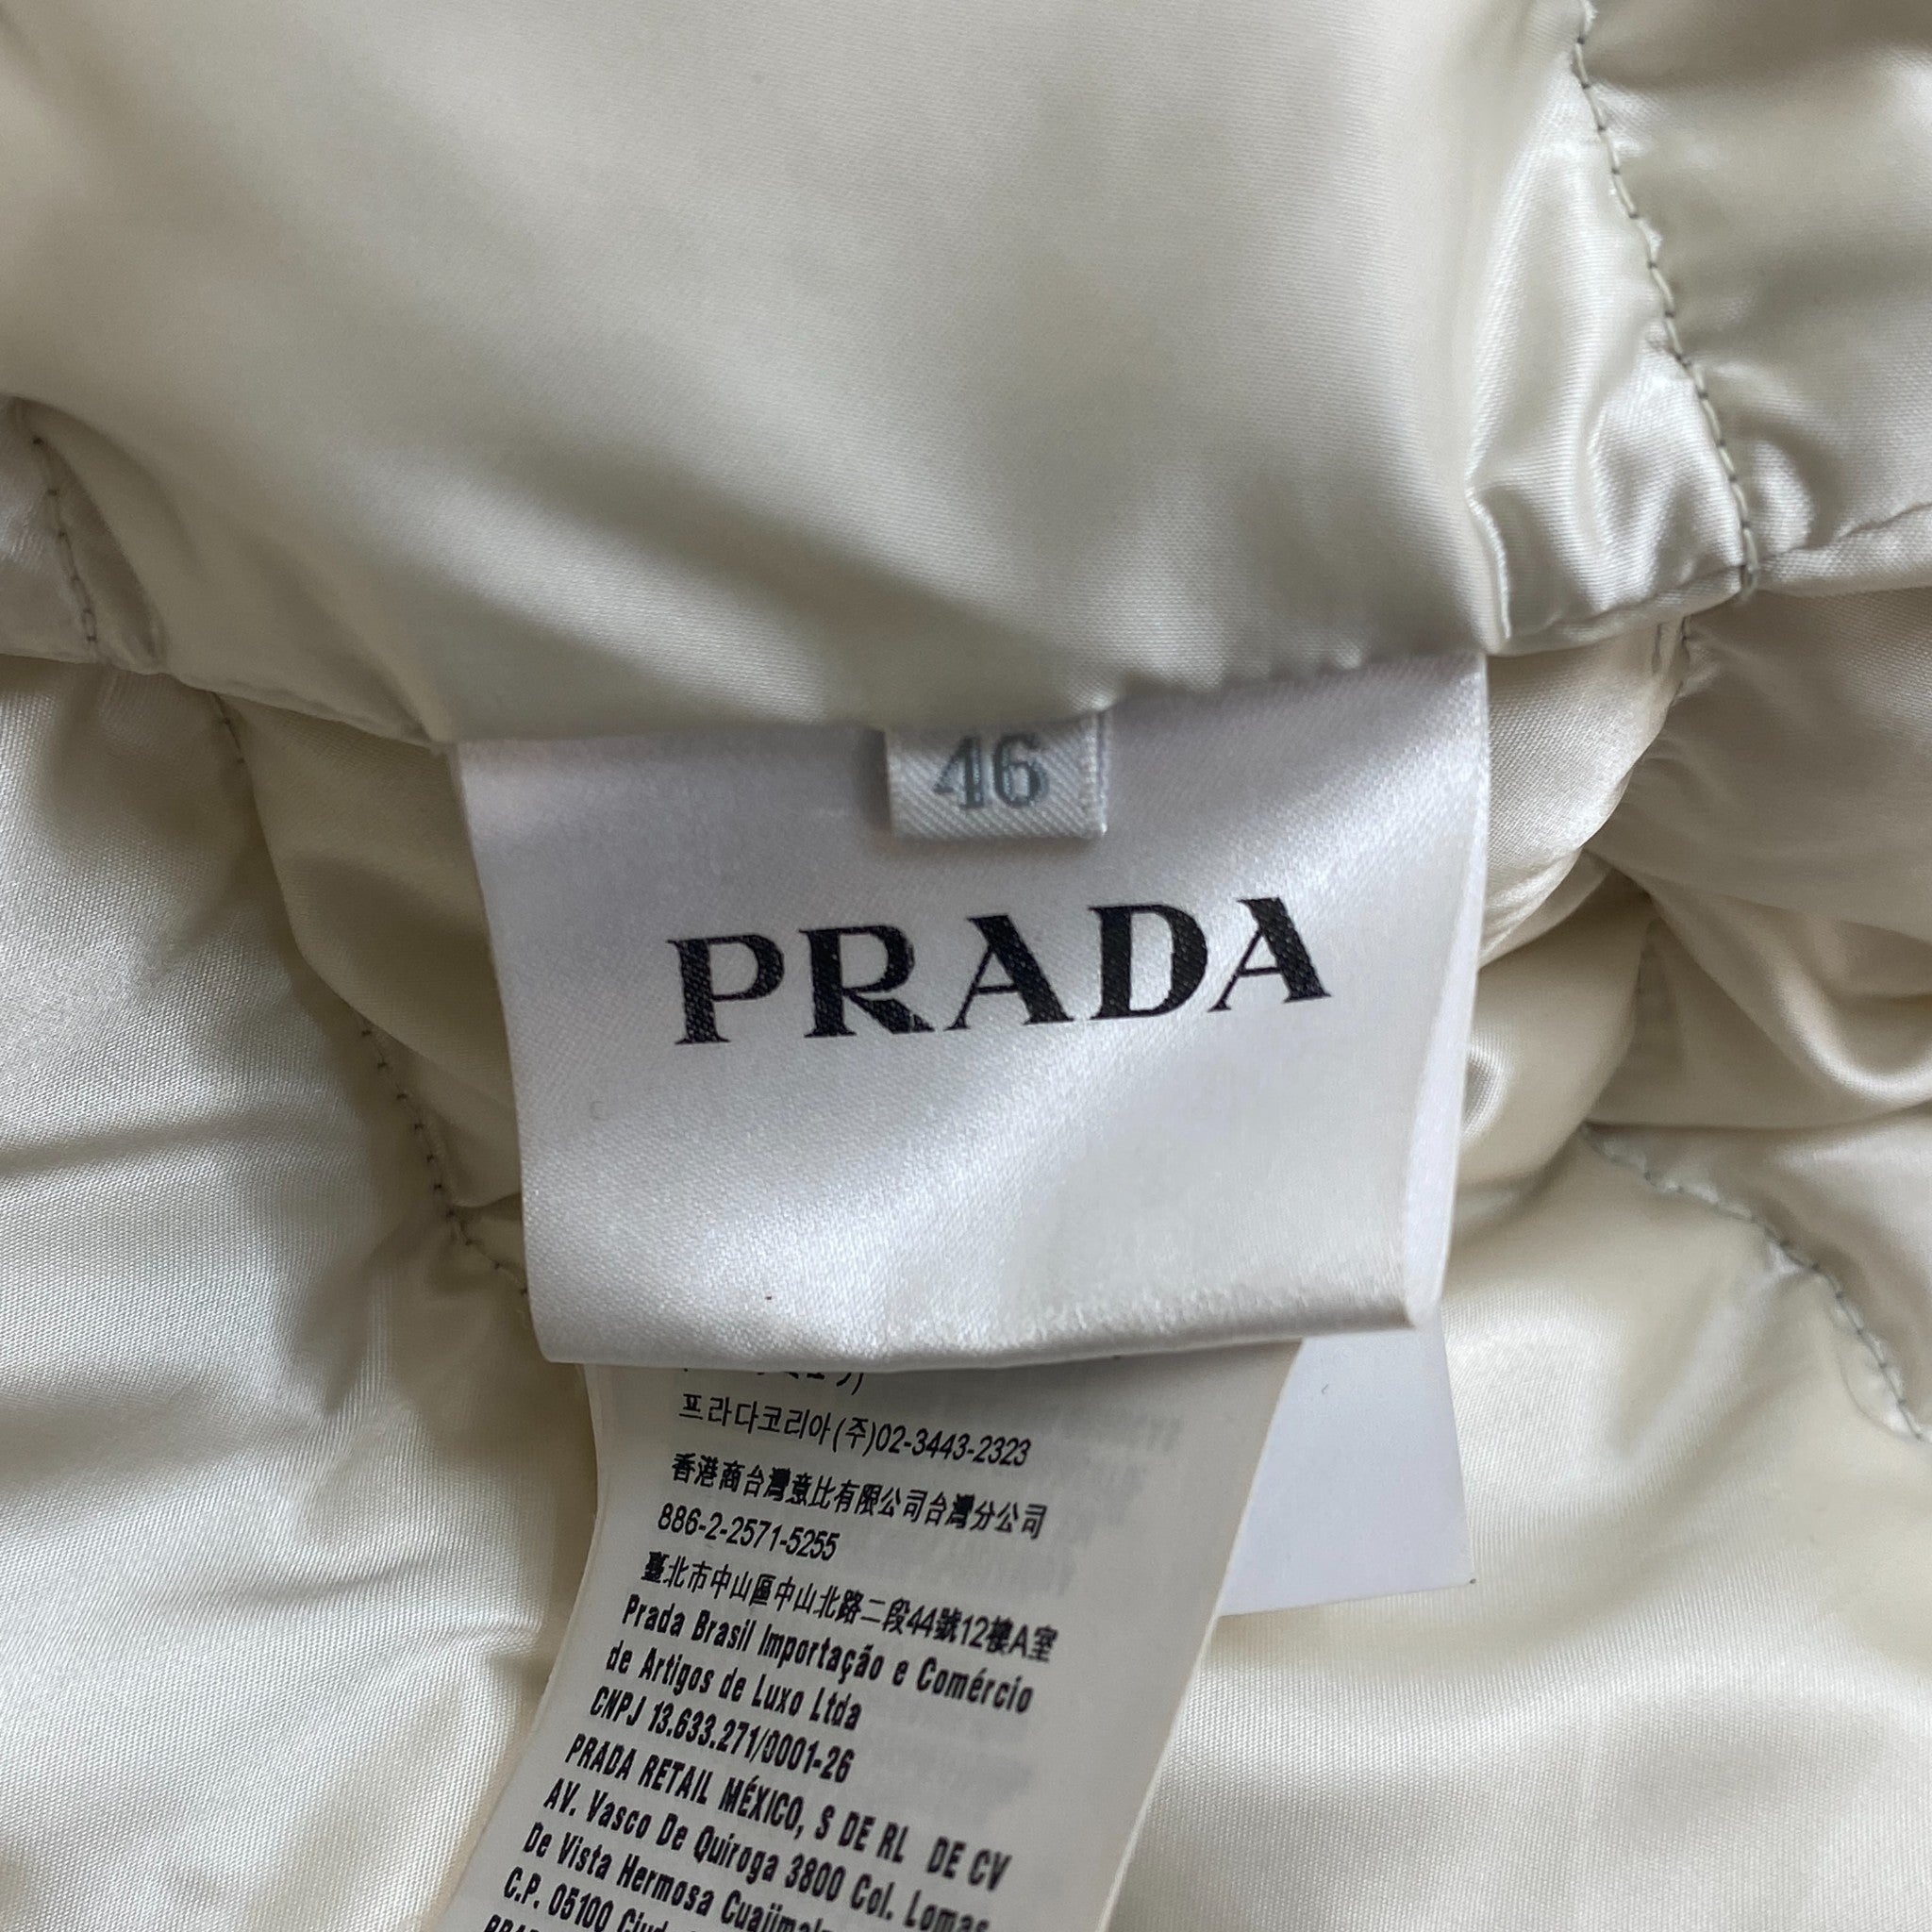 46
PRADA
프라다코리아(주)02-3443-2323
香港商台灣意比有限公司台灣分公司
886-2-2571-5255
臺北市中山區中山北路二段44號12樓A室
Prada Brasil Importação e Comércio
de Artigos de Luxo Ltda
CNPJ 13.633.271/0001-26
PRADA RETAIL MÉXICO, S DE RL DE CV
AV. Vasco De Quiroga 3800 Col. Lomas
De Vista Hermosa
C.P. 05100